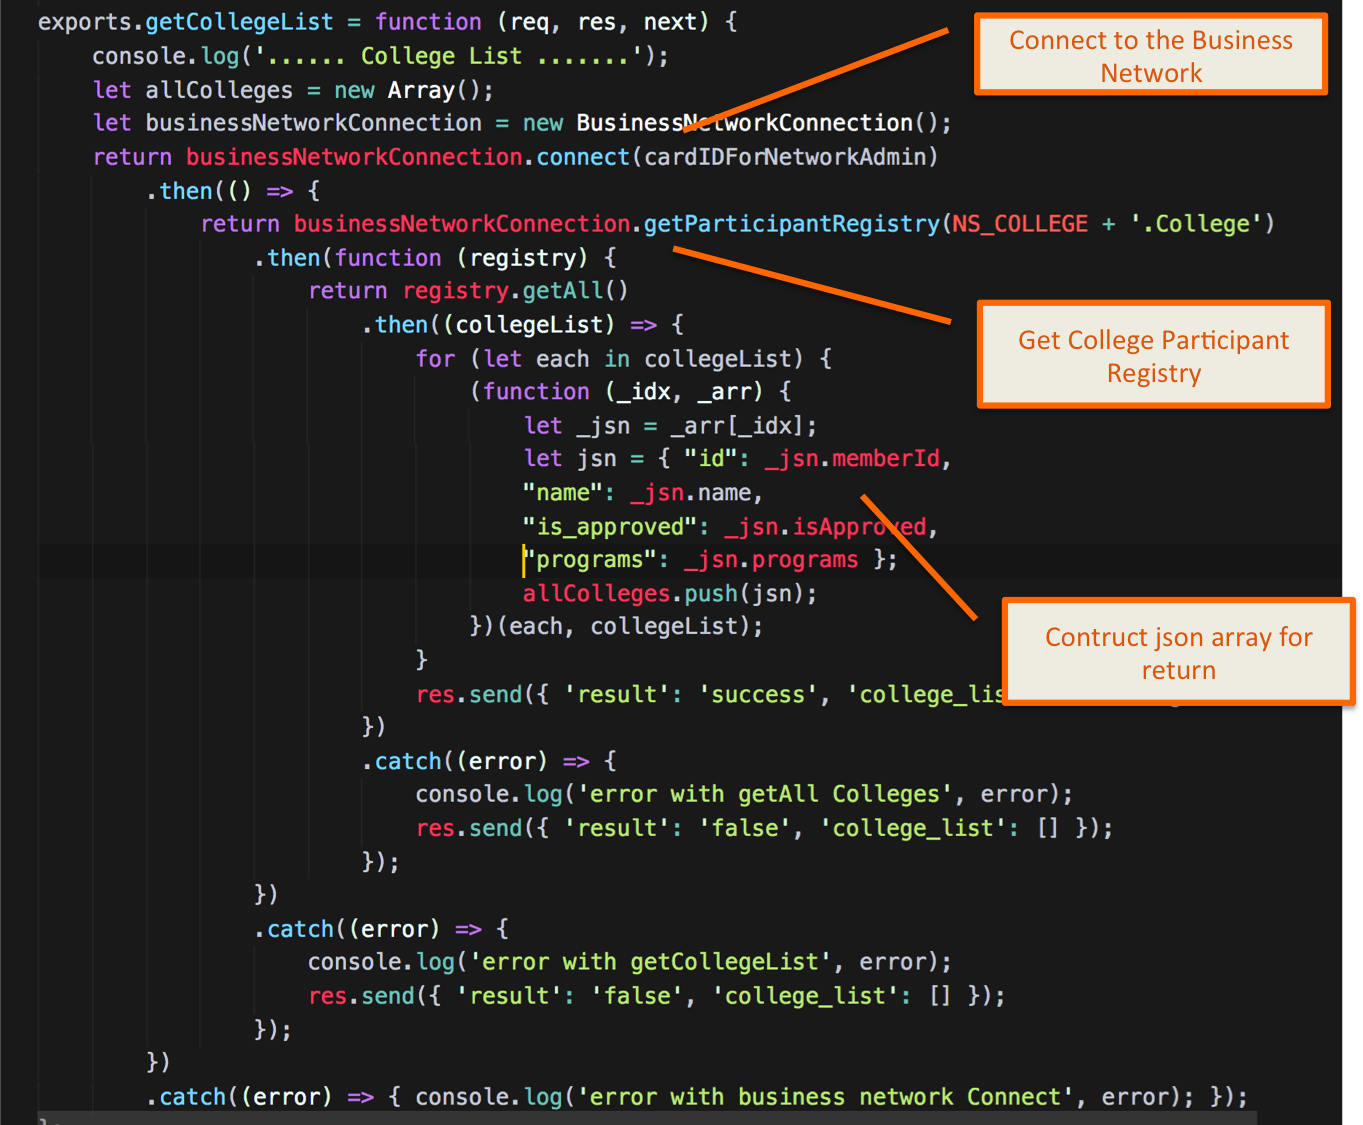 exports.getCollegeList = function (req, res, next) {
console.log('...... College List .......');
let allColleges = new Array();
let businessNetworkConnection = new BusinessNetworkConnection();
return businessNetworkConnection.connect(cardIDForNetworkAdmin)
.then(() => {
return businessNetworkConnection.getParticipantRegistry(NS_COLLEGE + '.College')
.then(function (registry) {
return registry.getAll()
.then((collegeList) => {
for (let each in collegeList) {
(function (_idx, _arr) {
let _jsn = _arr[_idx];
let jsn = { "id": _jsn.memberId,
"name": _jsn.name,
"is_approved": _jsn.isApproved,
"programs": _jsn.programs };
allColleges.push(jsn);
})(each, collegeList);
}
res.send({ 'result': 'success', 'college_lis
})
.catch((error) => {
console.log('error with getAll Colleges', error);
res.send({ 'result': 'false', 'college_list': [] });
});
})
.catch((error) => {
console.log('error with getCollegeList', error);
res.send({ 'result': 'false', 'college_list': [] });
});
})
.catch((error) => { console.log('error with business network Connect', error); });
Connect to the Business
Network
Get College Participant
Registry
Contruct json array for
return